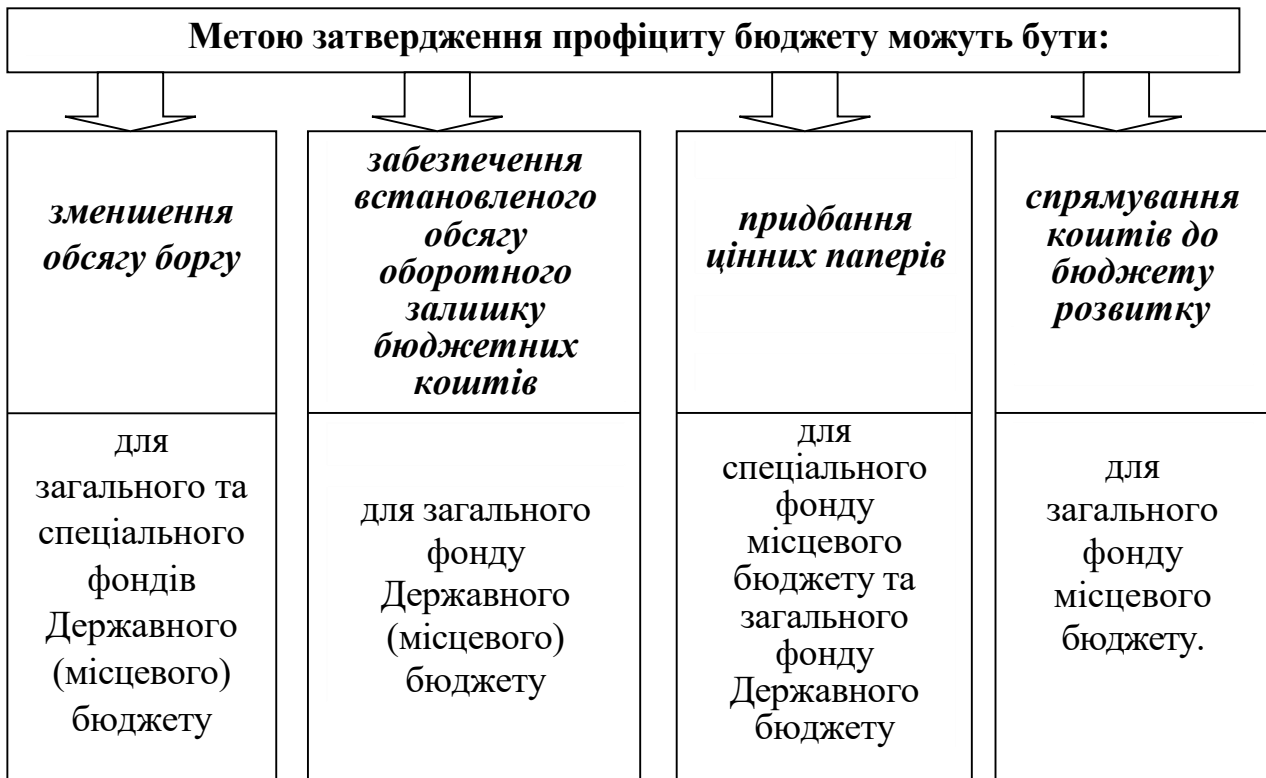 Метою затвердження профіциту бюджету можуть бути:
зменшення
обсягу боргу
для
загального та
спеціального
фондів
Державного
(місцевого)
бюджету
забезпечення
встановленого
обсягу
оборотного
залишку
бюджетних
коштів
для загального
фонду
Державного
(місцевого)
бюджету
придбання
цінних паперів
для
спеціального
фонду
місцевого
бюджету та
загального
фонду
Державного
бюджету
спрямування
коштів до
бюджету
розвитку
для
загального
фонду
місцевого
бюджету.